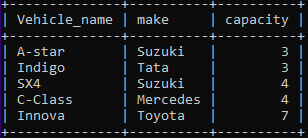 Vehicle_name | make | capacity
A-star | Suzuki | 3
Indigo | Tata | 3
SX4 | Suzuki | 4
C-Class | Mercedes | 4
Innova | Toyota | 7